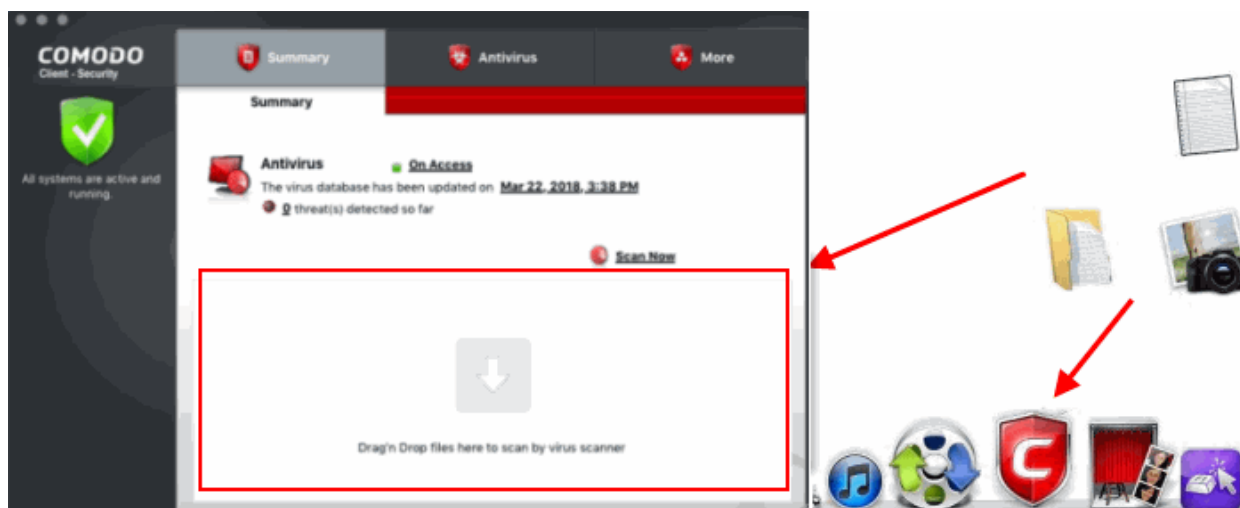 COMODO
Client - Security
Summary
Antivirus
More
Summary
All systems are active and
running.
Antivirus
On Access
The virus database has been updated on Mar 22, 2018, 3:38 PM
0 threat(s) detected so far
Scan Now
Drag'n Drop files here to scan by virus scanner
C